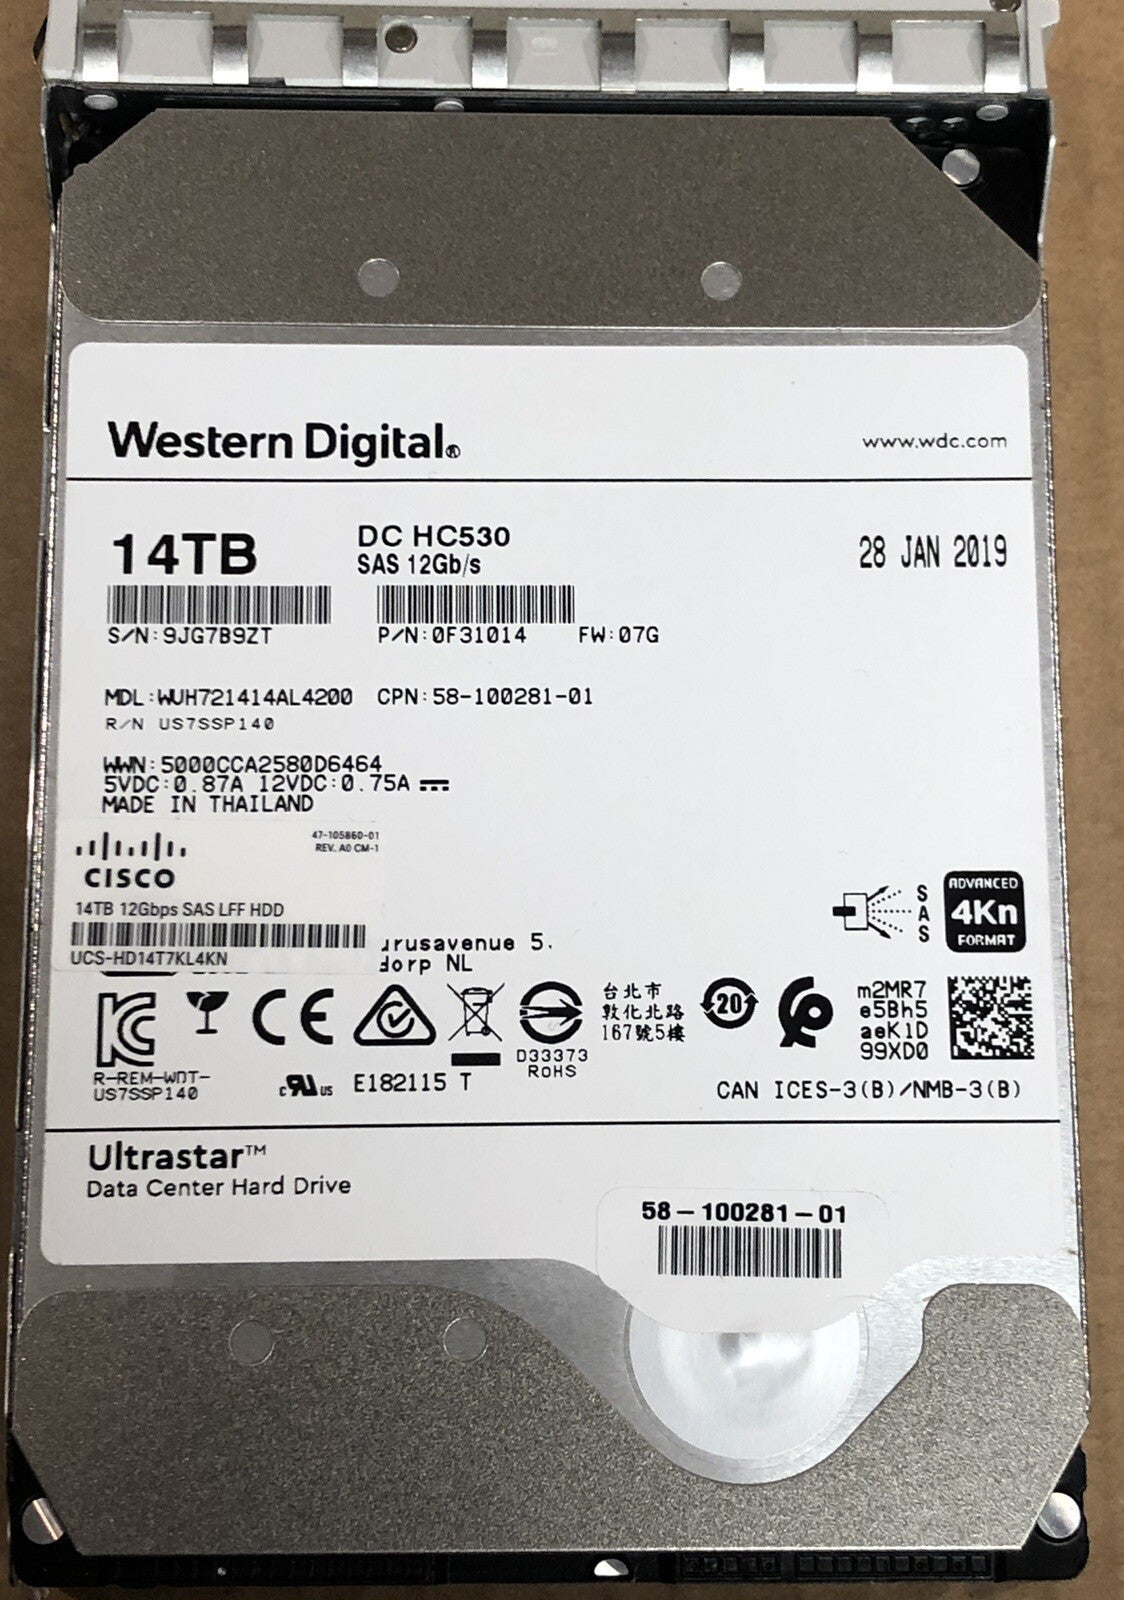 Western Digital®
www.wdc.com
14TB
DC HC530
SAS 12Gb/s
28 JAN 2019
S/N:9JG7B9ZT
P/N:0F31014
FW:07G
MDL:WUH721414AL4200 CPN:58-100281-01
R/N US7SSP140
WWN:5000CCA2580D6464
5VDC:0.87A 12VDC:0.75A
MADE IN THAILAND
47-105860-01
REV. A0 CM-1
CISCO
14TB 12Gbps SAS LFF HDD
UCS-HD14T7KL4KN
urusavenue 5.
dorp NL
SAS
ADVANCED
4Kn
FORMAT
台北市
敦化北路
167號5樓
20
m2MR7
e5Bh5
aeK1D
99XD0
R-REM-WDT-
US7SSP140
c US
E182115 T
D33373
RoHS
CAN ICES-3(B)/NMB-3(B)
Ultrastar™
Data Center Hard Drive
58-100281-01